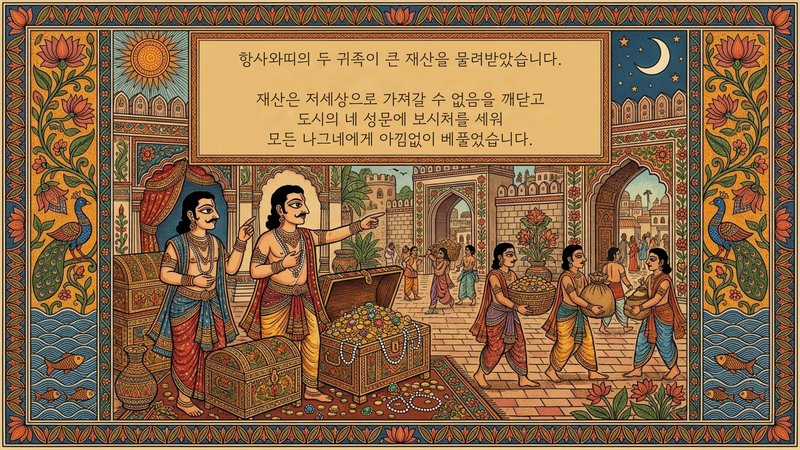 항사와띠의 두 귀족이 큰 재산을 물려받았습니다.
재산은 저세상으로 가져갈 수 없음을 깨닫고
도시의 네 성문에 보시처를 세워
모든 나그네에게 아낌없이 베풀었습니다.